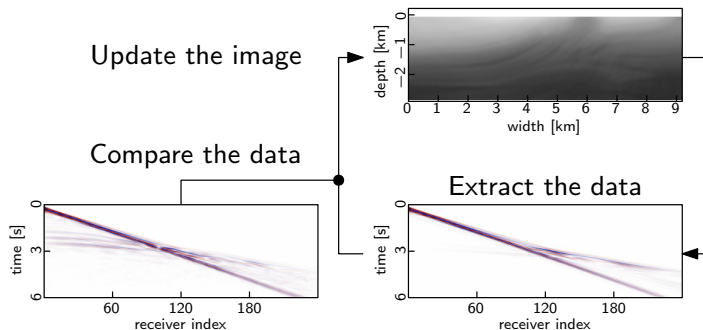 Update the image
depth [km]
0
−1
−2
0 1 2 3 4 5 6 7 8 9
width [km]
Compare the data
Extract the data
time [s]
0
3
6
60 120 180
receiver index
time [s]
0
3
6
60 120 180
receiver index